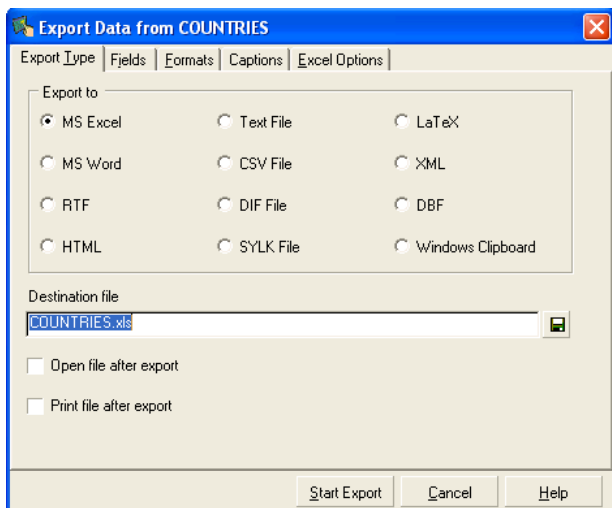 Export Data from COUNTRIES
Export Type Fields Formats Captions Excel Options
Export to
MS Excel Text File LaTeX
MS Word CSV File XML
RTF DIF File DBF
HTML SYLK File Windows Clipboard
Destination file
COUNTRIES.xls
Open file after export
Print file after export
Start Export Cancel Help